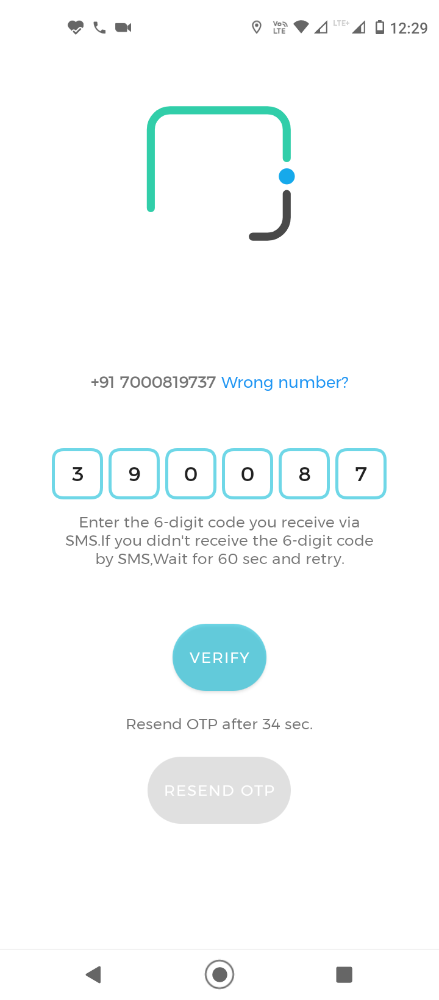 Vo LTE LTE+ 12:29
+91 7000819737 Wrong number?
3 9 0 0 8 7
Enter the 6-digit code you receive via
SMS.If you didn't receive the 6-digit code
by SMS,Wait for 60 sec and retry.
VERIFY
Resend OTP after 34 sec.
RESEND OTP